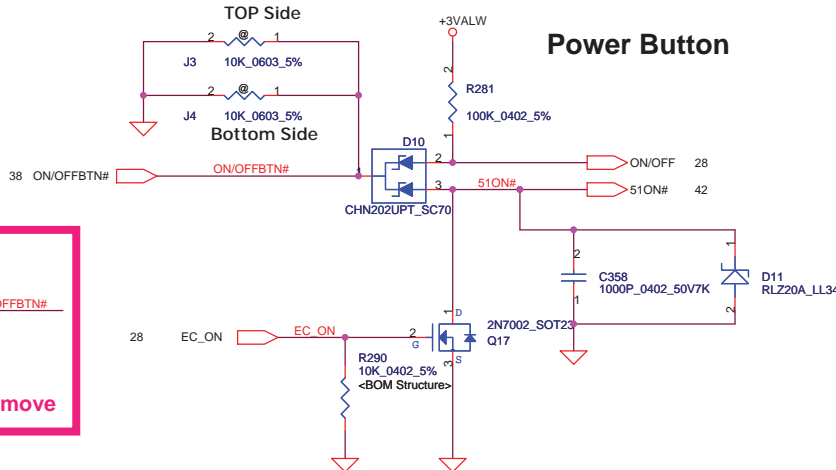 TOP Side
+3VALW
Power Button
2 @ 1
J3 10K_0603_5%
2 @ 1
J4 10K_0603_5%
Bottom Side
2
R281
100K_0402_5%
1
D10
38 ON/OFFBTN#
ON/OFFBTN#
1
2
3
CHN202UPT_SC70
ON/OFF 28
51ON#
51ON# 42
2
C358
1000P_0402_50V7K
1
1
D11
RLZ20A_LL34
2
OFFBTN#
move
28 EC_ON
EC_ON
2
G
1 D
3 S
2N7002_SOT23
Q17
R290
10K_0402_5%
<BOM Structure>